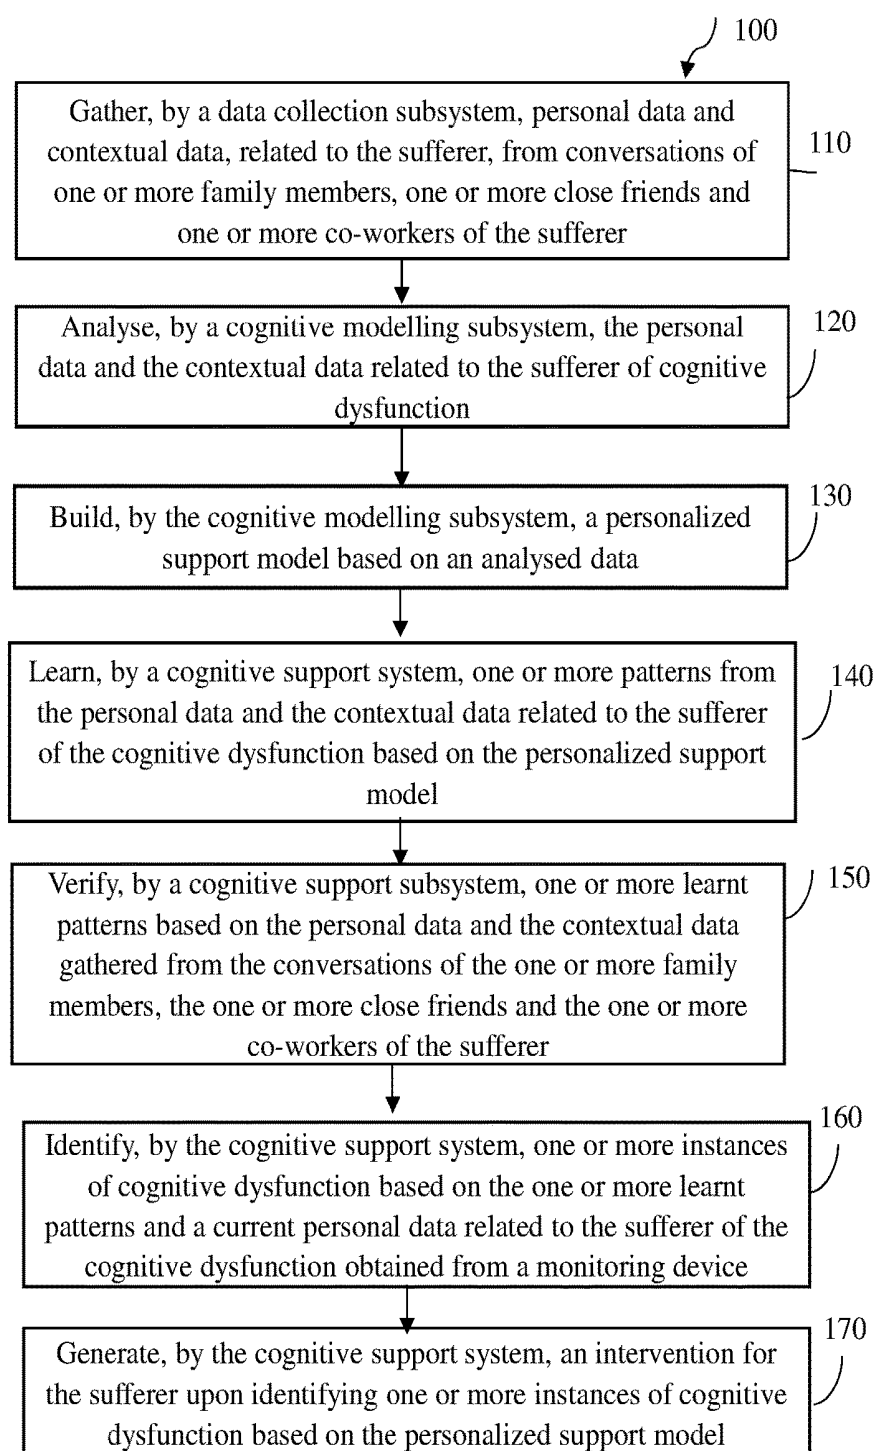 100
Gather, by a data collection subsystem, personal data and
contextual data, related to the sufferer, from conversations of
one or more family members, one or more close friends and
one or more co-workers of the sufferer
110
Analyse, by a cognitive modelling subsystem, the personal
data and the contextual data related to the sufferer of cognitive
dysfunction
120
Build, by the cognitive modelling subsystem, a personalized
support model based on an analysed data
130
Learn, by a cognitive support system, one or more patterns from
the personal data and the contextual data related to the sufferer
of the cognitive dysfunction based on the personalized support
model
140
Verify, by a cognitive support subsystem, one or more learnt
patterns based on the personal data and the contextual data
gathered from the conversations of the one or more family
members, the one or more close friends and the one or more
co-workers of the sufferer
150
Identify, by the cognitive support system, one or more instances
of cognitive dysfunction based on the one or more learnt
patterns and a current personal data related to the sufferer of the
cognitive dysfunction obtained from a monitoring device
160
Generate, by the cognitive support system, an intervention for
the sufferer upon identifying one or more instances of cognitive
dysfunction based on the personalized support model
170